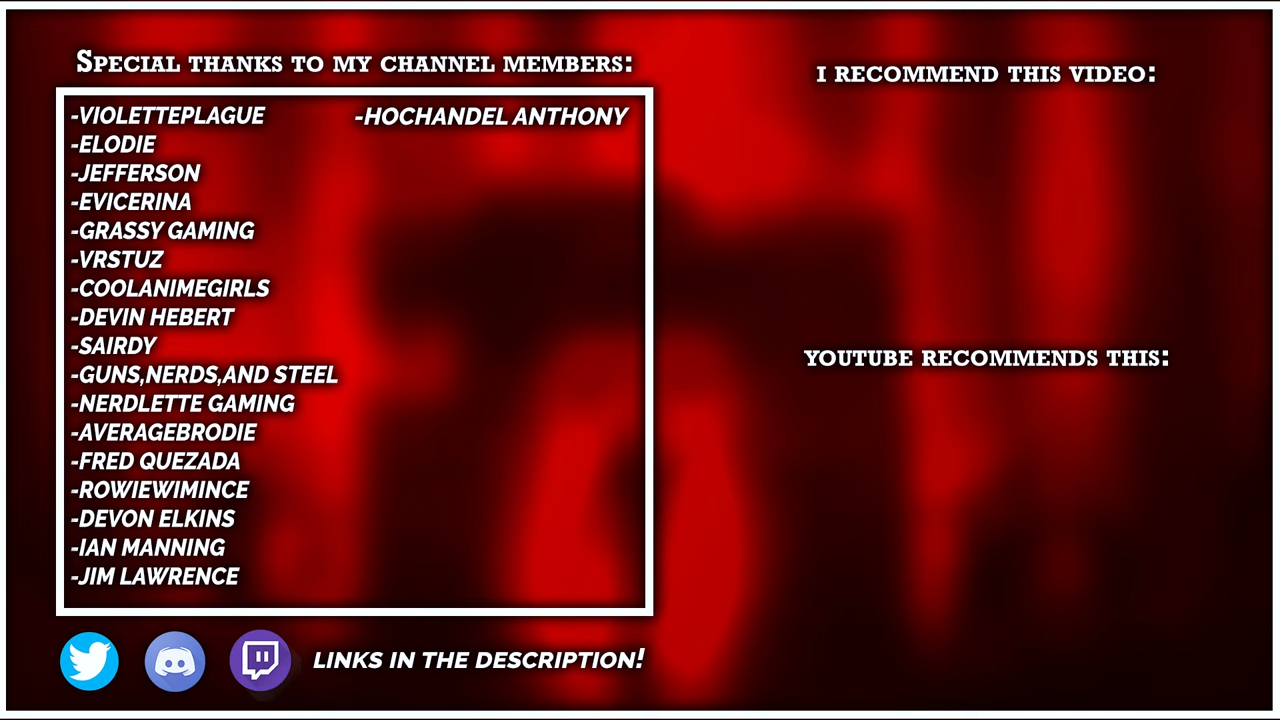 Special thanks to my channel members:
-VIOLETTEPLAGUE
-ELODIE
-JEFFERSON
-EVICERINA
-GRASSY GAMING
-VRSTUZ
-COOLANIMEGIRLS
-DEVIN HEBERT
-SAIRDY
-GUNS,NERDS,AND STEEL
-NERDLETTE GAMING
-AVERAGEBRODIE
-FRED QUEZADA
-ROWIEWIMINCE
-DEVON ELKINS
-IAN MANNING
-JIM LAWRENCE
-HOCHANDEL ANTHONY
LINKS IN THE DESCRIPTION!
I RECOMMEND THIS VIDEO:
YOUTUBE RECOMMENDS THIS: